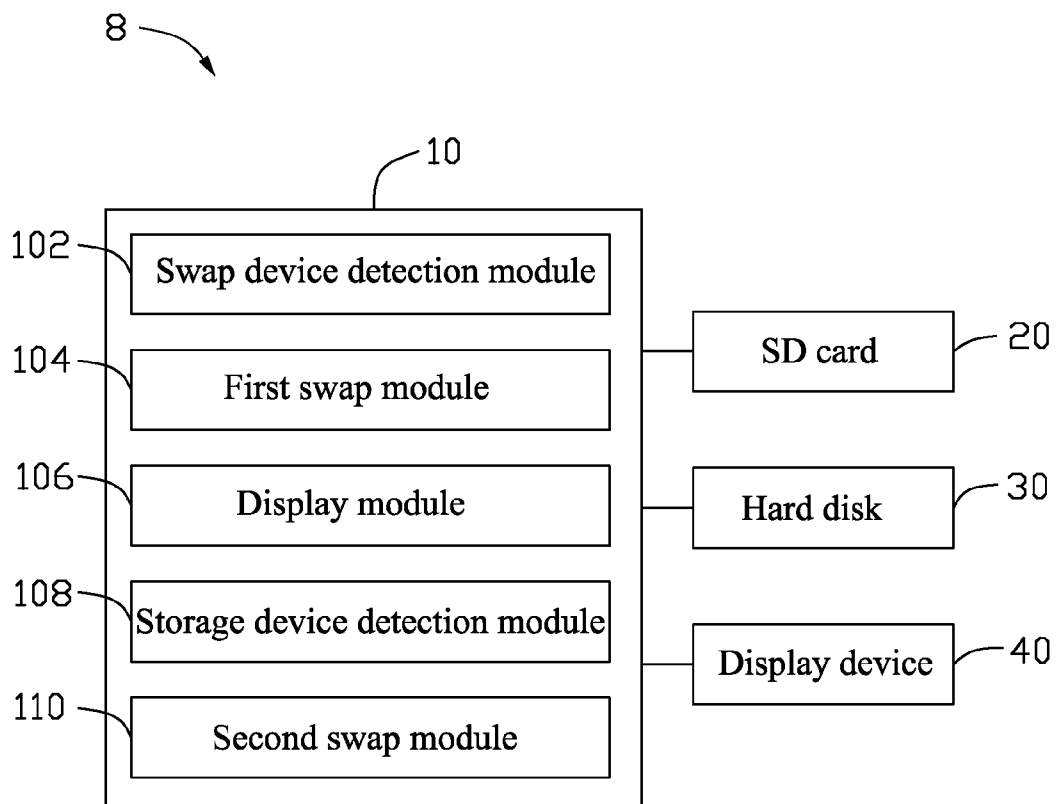 8
10
102
Swap device detection module
104
First swap module
SD card
20
106
Display module
Hard disk
30
108
Storage device detection module
Display device
40
110
Second swap module